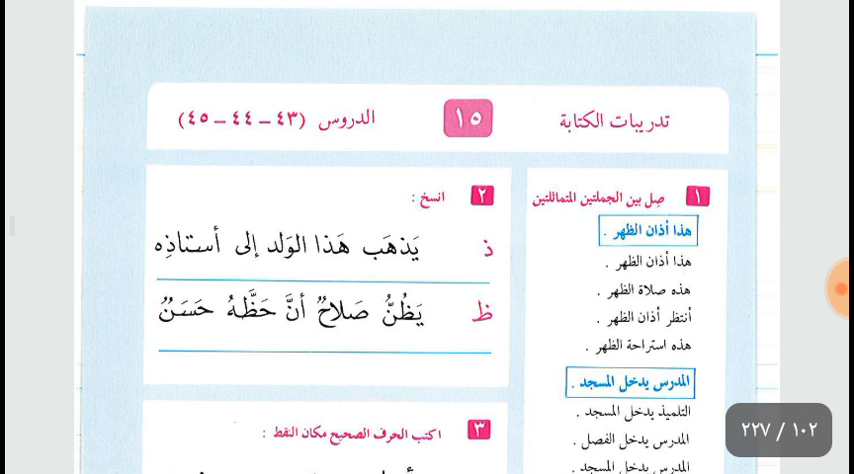 تدريبات الكتابة
١٥
الدروس (٤٣ - ٤٤ - ٤٥)
١ صِل بين الجملتين المتماثلتين
هذا أذان الظهر .
هذا أذان الظهر .
هذه صلاة الظهر .
أنتظر أذان الظهر .
هذه استراحة الظهر .
المدرس يدخل المسجد .
التلميذ يدخل المسجد .
المدرس يدخل الفصل .
المدرس يدخل المسجد .
٢ انسخ :
ذ يَذهَب هَذا الوَلد إلى أستاذِه
ظ يَظُنُّ صَلاحٌ أنَّ حَظَّهُ حَسَنٌ
٣ اكتب الحرف الصحيح مكان النقط :
١٠٢ / ٢٢٧